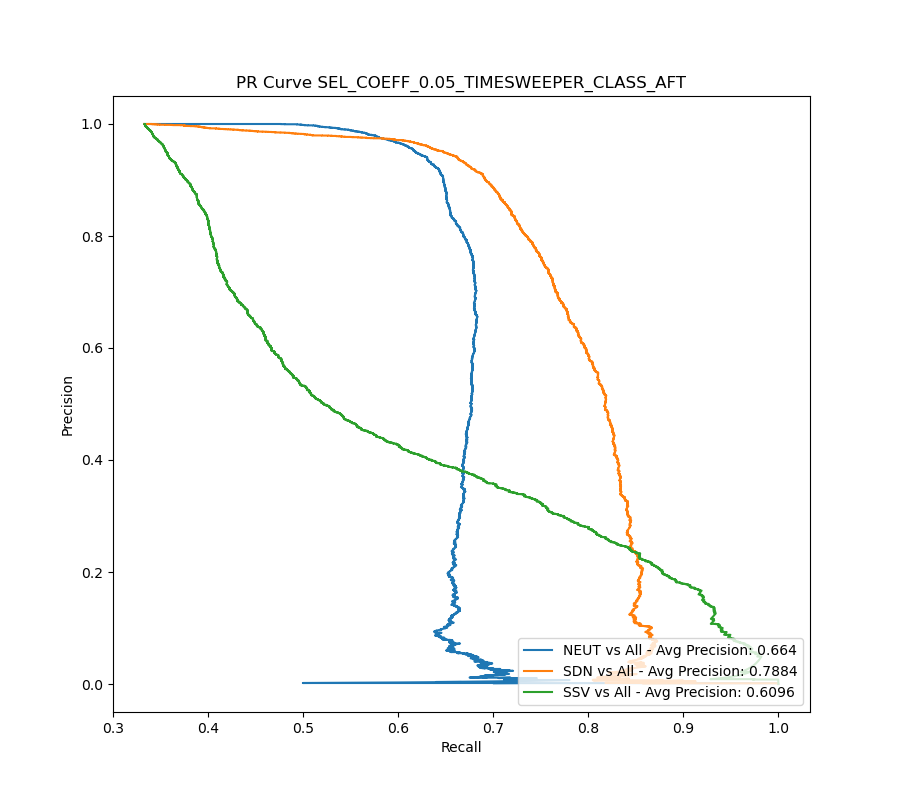 PR Curve SEL_COEFF_0.05_TIMESWEEPER_CLASS_AFT
1.0
0.8
0.6
0.4
0.2
0.0
Precision
NEUT vs All - Avg Precision: 0.664
SDN vs All - Avg Precision: 0.7884
SSV vs All - Avg Precision: 0.6096
0.3 0.4 0.5 0.6 0.7 0.8 0.9 1.0
Recall